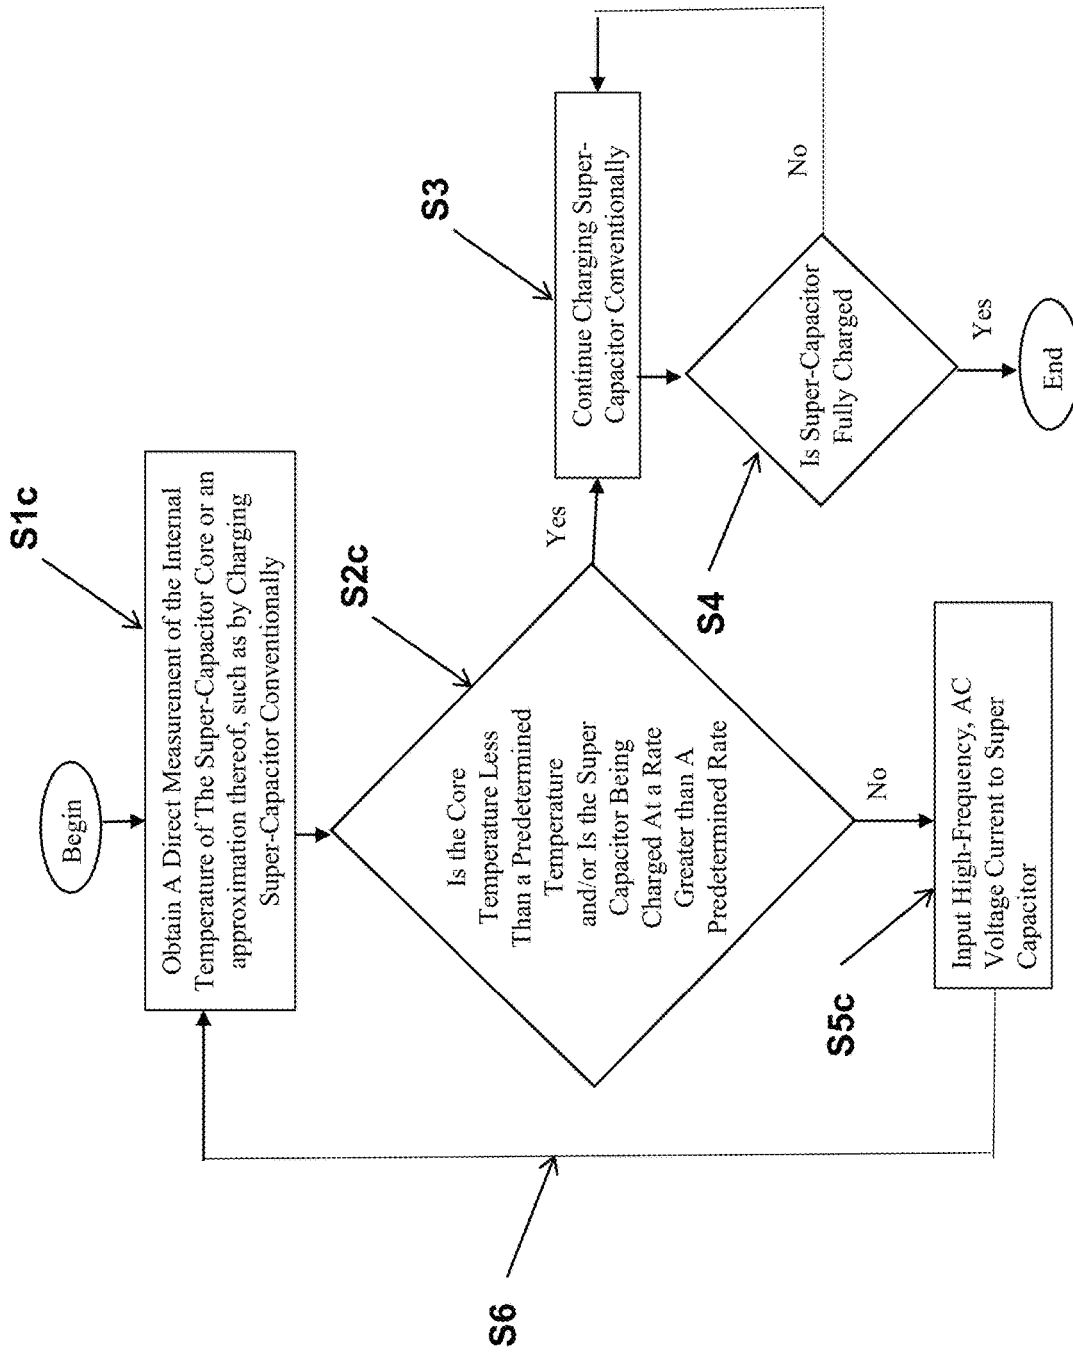 Begin
S1c
Obtain A Direct Measurement of the Internal
Temperature of The Super-Capacitor Core or an
approximation thereof, such as by Charging
Super-Capacitor Conventionally
S2c
Is the Core
Temperature Less
Than a Predetermined
Temperature
and/or Is the Super
Capacitor Being
Charged At a Rate
Greater than A
Predetermined Rate
Yes
S3
Continue Charging Super-
Capacitor Conventionally
S4
Is Super-Capacitor
Fully Charged
No
Yes
End
No
S5c
Input High-Frequency, AC
Voltage Current to Super
Capacitor
S6